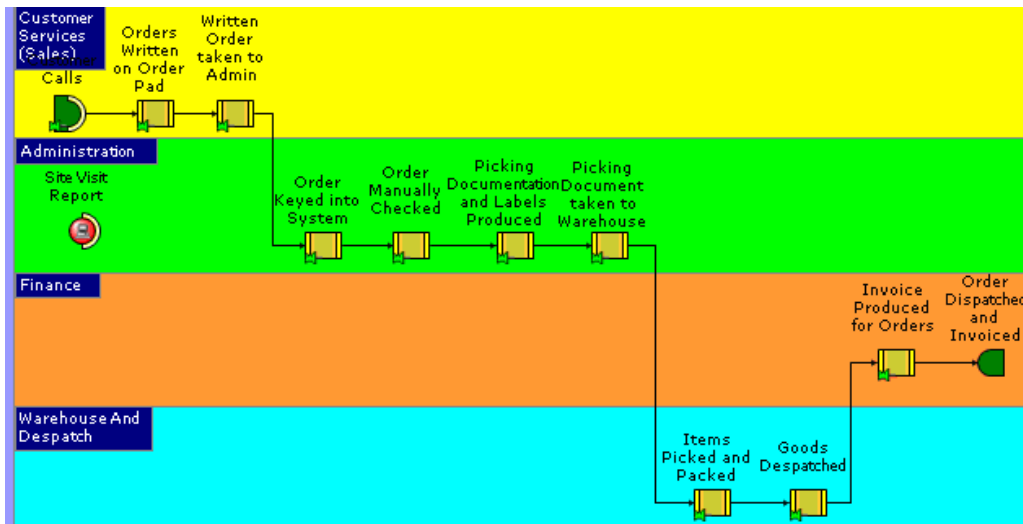 Customer
Services
(Sales)
Customer
Calls
Orders
Written
on Order
Pad
Written
Order
taken to
Admin
Administration
Site Visit
Report
Order
Keyed into
System
Order
Manually
Checked
Picking
Documentation
and Labels
Produced
Picking
Document
taken to
Warehouse
Finance
Invoice
Produced
for Orders
Order
Dispatched
and
Invoiced
Warehouse And
Despatch
Items
Picked and
Packed
Goods
Despatched